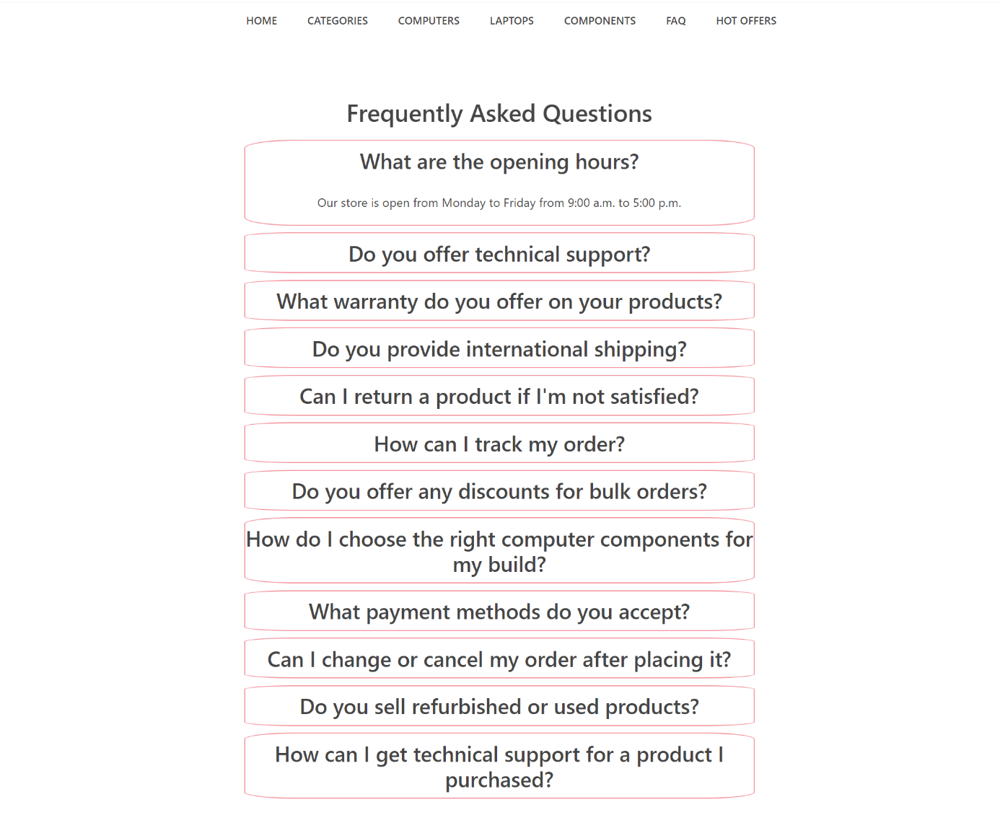 HOME CATEGORIES COMPUTERS LAPTOPS COMPONENTS FAQ HOT OFFERS
Frequently Asked Questions
What are the opening hours?
Our store is open from Monday to Friday from 9:00 a.m. to 5:00 p.m.
Do you offer technical support?
What warranty do you offer on your products?
Do you provide international shipping?
Can I return a product if I'm not satisfied?
How can I track my order?
Do you offer any discounts for bulk orders?
How do I choose the right computer components for
my build?
What payment methods do you accept?
Can I change or cancel my order after placing it?
Do you sell refurbished or used products?
How can I get technical support for a product I
purchased?